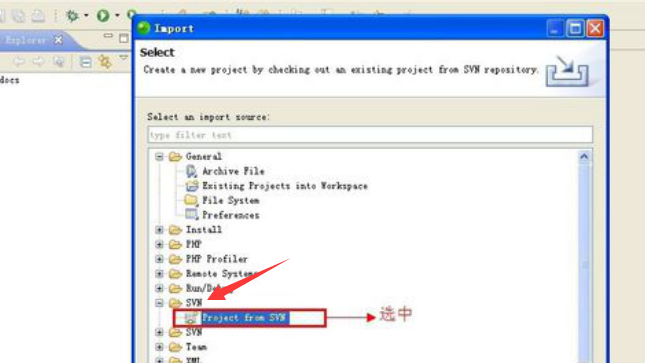 Import
Explorer
docs
Select
Create a new project by checking out an existing project from SVN repository.
Select an import source:
type filter text
General
Archive File
Existing Projects into Workspace
File System
Preferences
Install
PHP
PHP Profiler
Remote Systems
Run/Debug
SVN
Project from SVN
选中
SVN
Team
XML